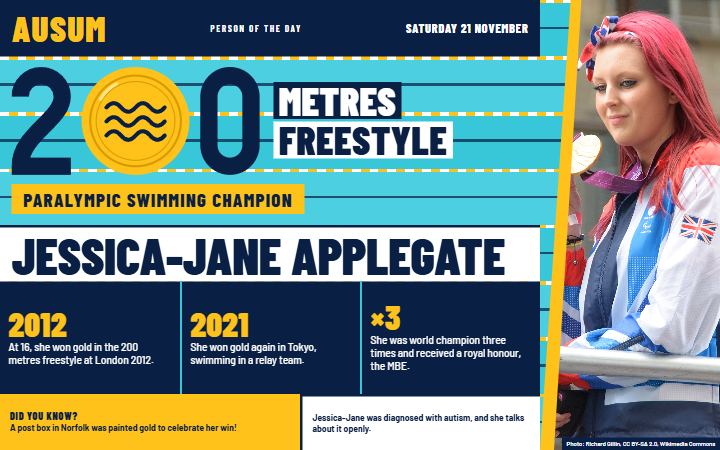 AUSUM
PERSON OF THE DAY
SATURDAY 21 NOVEMBER
200
METRES
FREESTYLE
PARALYMPIC SWIMMING CHAMPION
JESSICA-JANE APPLEGATE
2012
At 16, she won gold in the 200
metres freestyle at London 2012.
2021
She won gold again in Tokyo,
swimming in a relay team.
×3
She was world champion three
times and received a royal honour,
the MBE.
DID YOU KNOW?
A post box in Norfolk was painted gold to celebrate her win!
Jessica-Jane was diagnosed with autism, and she talks
about it openly.
Photo: Richard Gillin, CC BY-SA 2.0, Wikimedia Commons